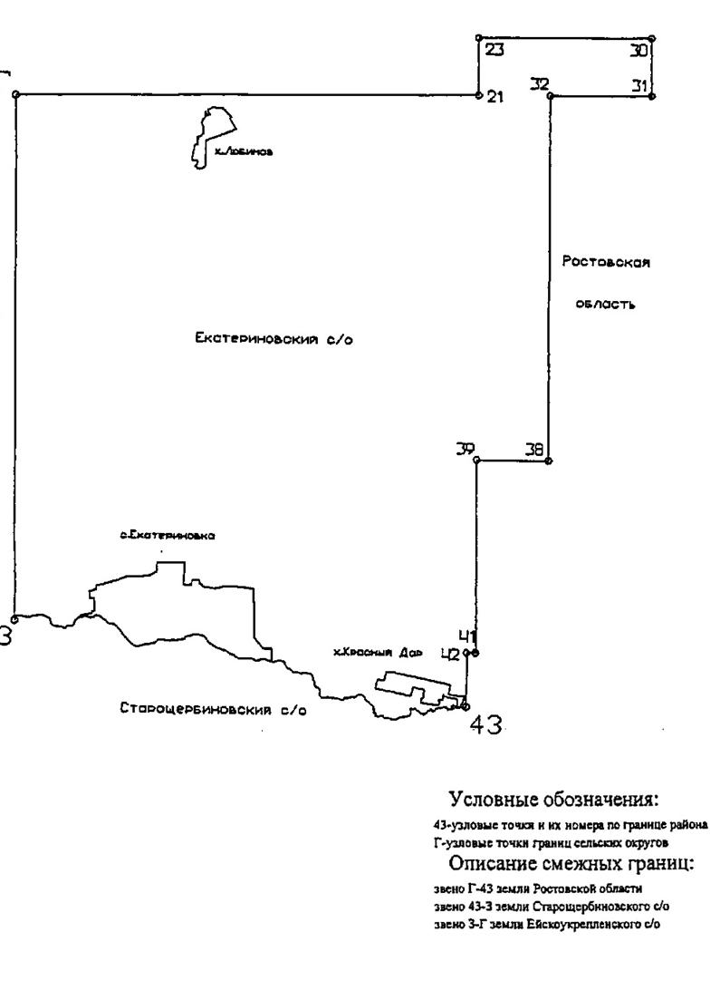 23
30
21
32
31
х.Любимов
Ростовская
область
Екатериновский с/о
39
38
с.Екатериновка
3
41
х.Красный Дар
42
Старощербиновский с/о
43
Условные обозначения:
43-узловые точки и их номера по границе района
Г-узловые точки границ сельских округов
Описание смежных границ:
звено Г-43 земли Ростовской области
звено 43-3 земли Старощербиновского с/о
звено 3-Г земли Ейскоукрепленского с/о